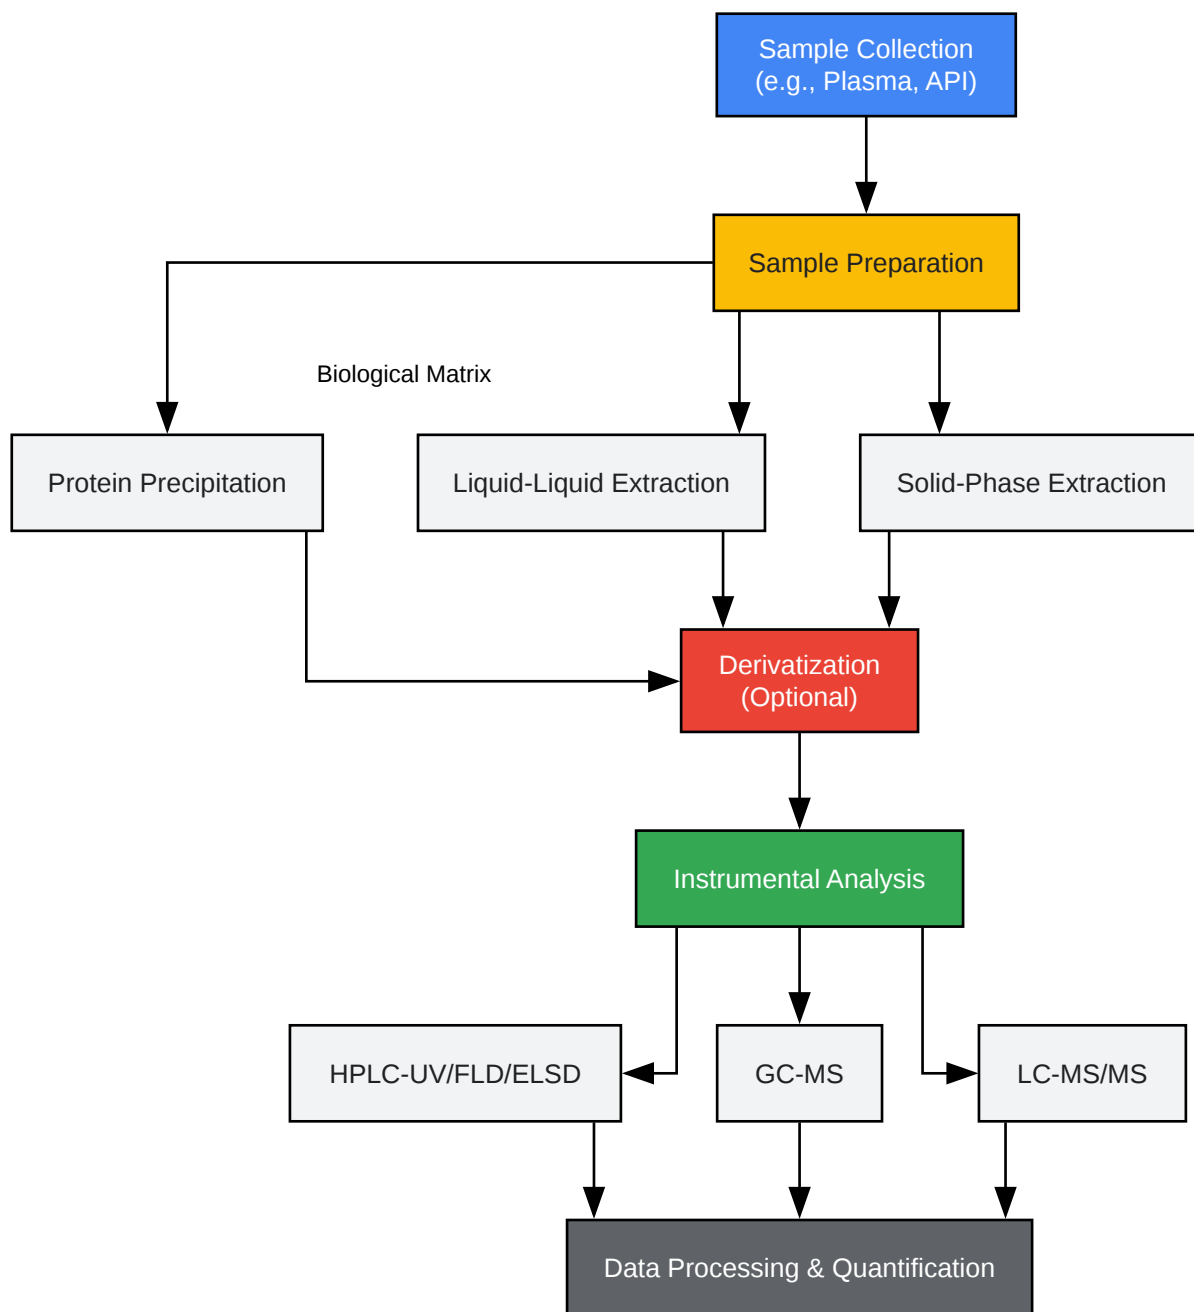 Sample Collection
(e.g., Plasma, API)
Sample Preparation
Biological Matrix
Protein Precipitation
Liquid-Liquid Extraction
Solid-Phase Extraction
Derivatization
(Optional)
Instrumental Analysis
HPLC-UV/FLD/ELSD
GC-MS
LC-MS/MS
Data Processing & Quantification